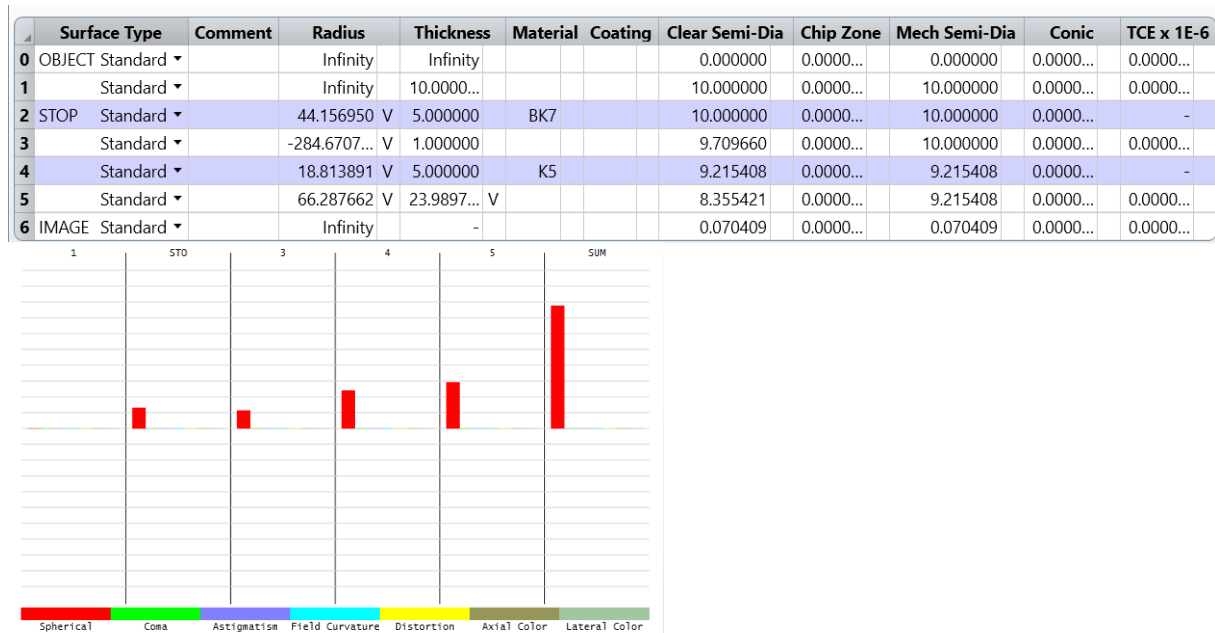 Surface Type Comment Radius Thickness Material Coating Clear Semi-Dia Chip Zone Mech Semi-Dia Conic TCE x 1E-6
0 OBJECT Standard Infinity Infinity 0.000000 0.0000... 0.000000 0.0000... 0.0000...
1 Standard Infinity 10.0000... 10.000000 0.0000... 10.000000 0.0000... 0.0000...
2 STOP Standard 44.156950 V 5.000000 BK7 10.000000 0.0000... 10.000000 0.0000... -
3 Standard -284.6707... V 1.000000 9.709660 0.0000... 10.000000 0.0000... 0.0000...
4 Standard 18.813891 V 5.000000 K5 9.215408 0.0000... 9.215408 0.0000... -
5 Standard 66.287662 V 23.9897... V 8.355421 0.0000... 9.215408 0.0000... 0.0000...
6 IMAGE Standard Infinity - 0.070409 0.0000... 0.070409 0.0000... 0.0000...
1 STO 3 4 5 SUM
Spherical Coma Astigmatism Field Curvature Distortion Axial Color Lateral Color